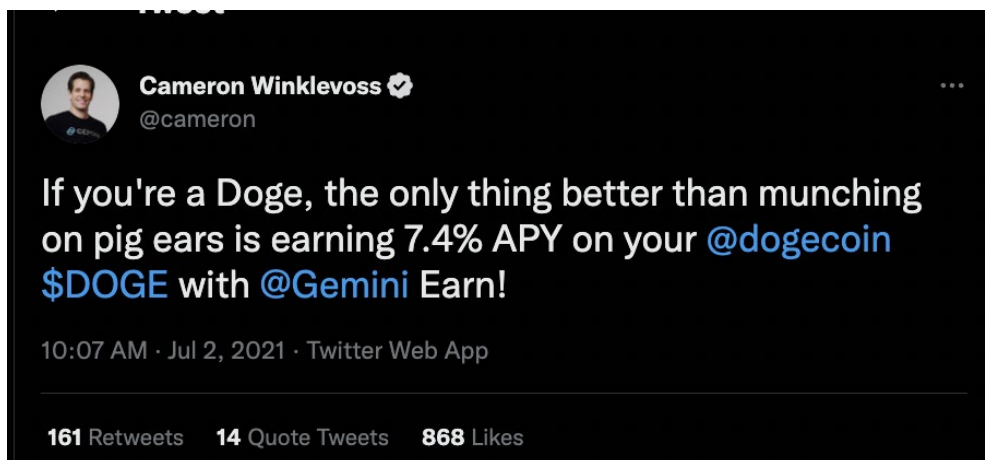 Tweet
Cameron Winklevoss
@cameron
If you're a Doge, the only thing better than munching
on pig ears is earning 7.4% APY on your @dogecoin
$DOGE with @Gemini Earn!
10:07 AM · Jul 2, 2021 · Twitter Web App
161 Retweets 14 Quote Tweets 868 Likes